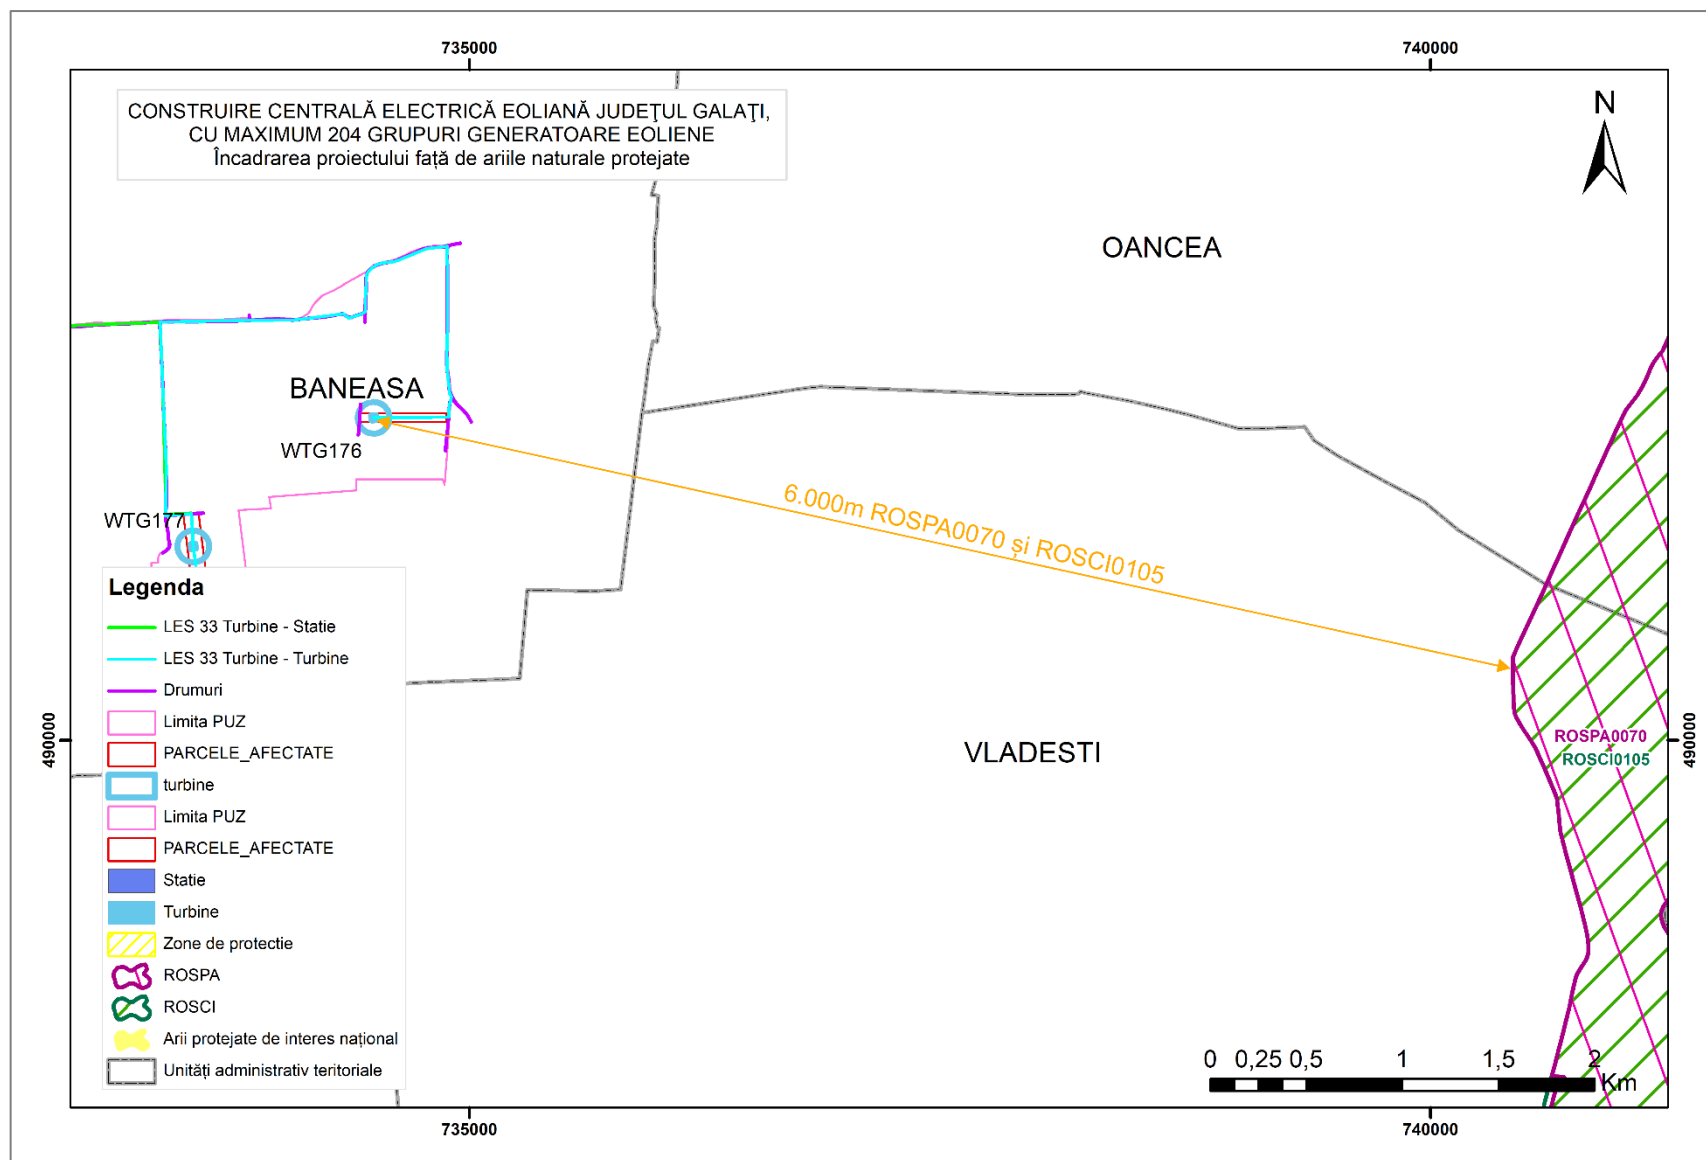 735000
740000
CONSTRUIRE CENTRALĂ ELECTRICĂ EOLIANĂ JUDEŢUL GALAŢI,
CU MAXIMUM 204 GRUPURI GENERATOARE EOLIENE
Încadrarea proiectului față de ariile naturale protejate
N
OANCEA
BANEASA
WTG176
WTG177
6.000m ROSPA0070 și ROSCI0105
VLADESTI
ROSPA0070
ROSCI0105
490000
490000
Legenda
LES 33 Turbine - Statie
LES 33 Turbine - Turbine
Drumuri
Limita PUZ
PARCELE_AFECTATE
turbine
Limita PUZ
PARCELE_AFECTATE
Statie
Turbine
Zone de protectie
ROSPA
ROSCI
Arii protejate de interes național
Unități administrativ teritoriale
0 0,25 0,5 1 1,5 2
Km
735000
740000